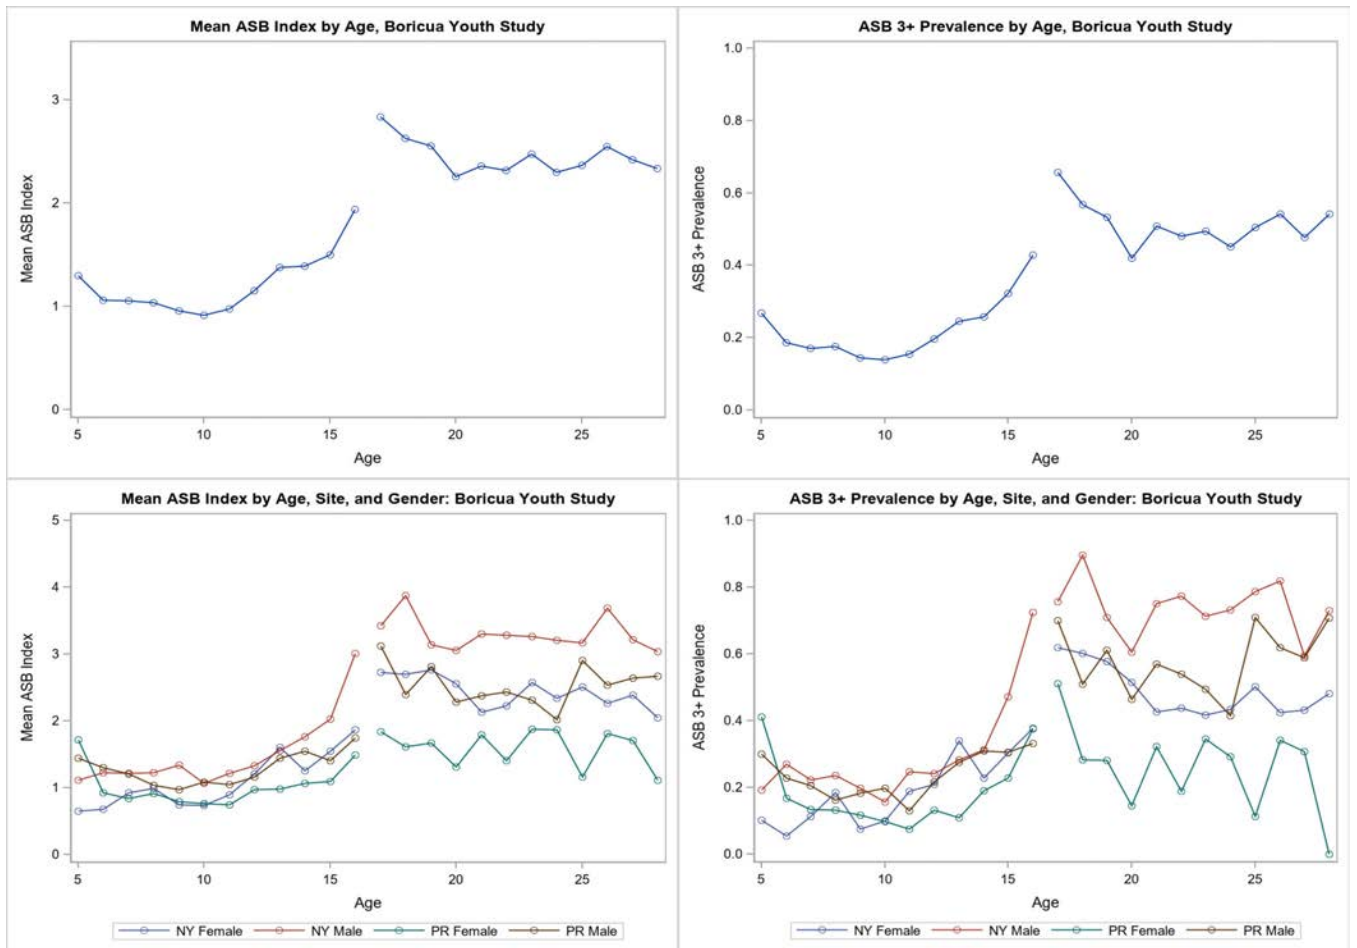 Mean ASB Index by Age, Boricua Youth Study
Mean ASB Index
3
2
1
0
5 10 15 20 25
Age
ASB 3+ Prevalence by Age, Boricua Youth Study
ASB 3+ Prevalence
1.0
0.8
0.6
0.4
0.2
0.0
5 10 15 20 25
Age
Mean ASB Index by Age, Site, and Gender: Boricua Youth Study
Mean ASB Index
5
4
3
2
1
0
5 10 15 20 25
Age
NY Female NY Male PR Female PR Male
ASB 3+ Prevalence by Age, Site, and Gender: Boricua Youth Study
ASB 3+ Prevalence
1.0
0.8
0.6
0.4
0.2
0.0
5 10 15 20 25
Age
NY Female NY Male PR Female PR Male